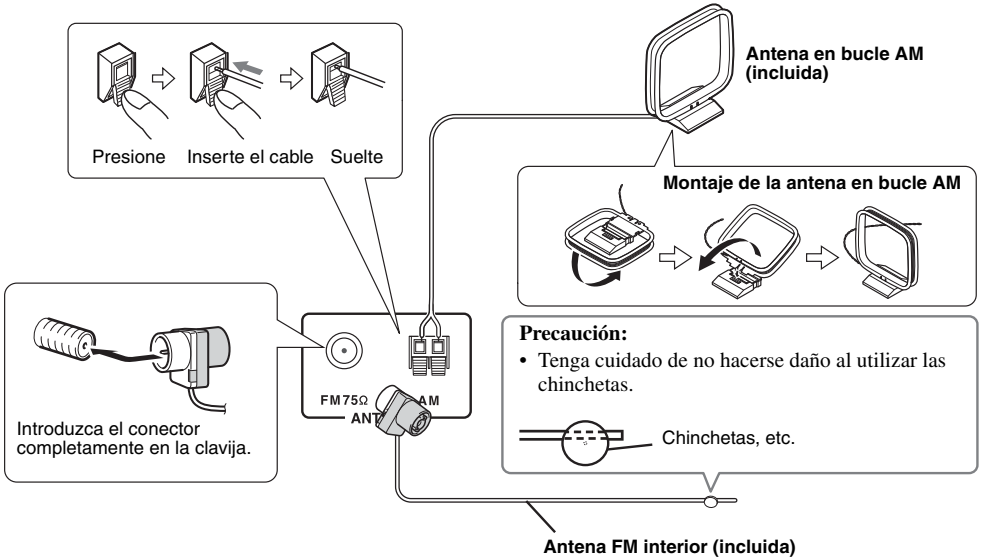 Antena en bucle AM
(incluida)
Presione Inserte el cable Suelte
Montaje de la antena en bucle AM
Precaución:
• Tenga cuidado de no hacerse daño al utilizar las
chinchetas.
Chinchetas, etc.
FM75Ω AM
ANT
Introduzca el conector
completamente en la clavija.
Antena FM interior (incluida)